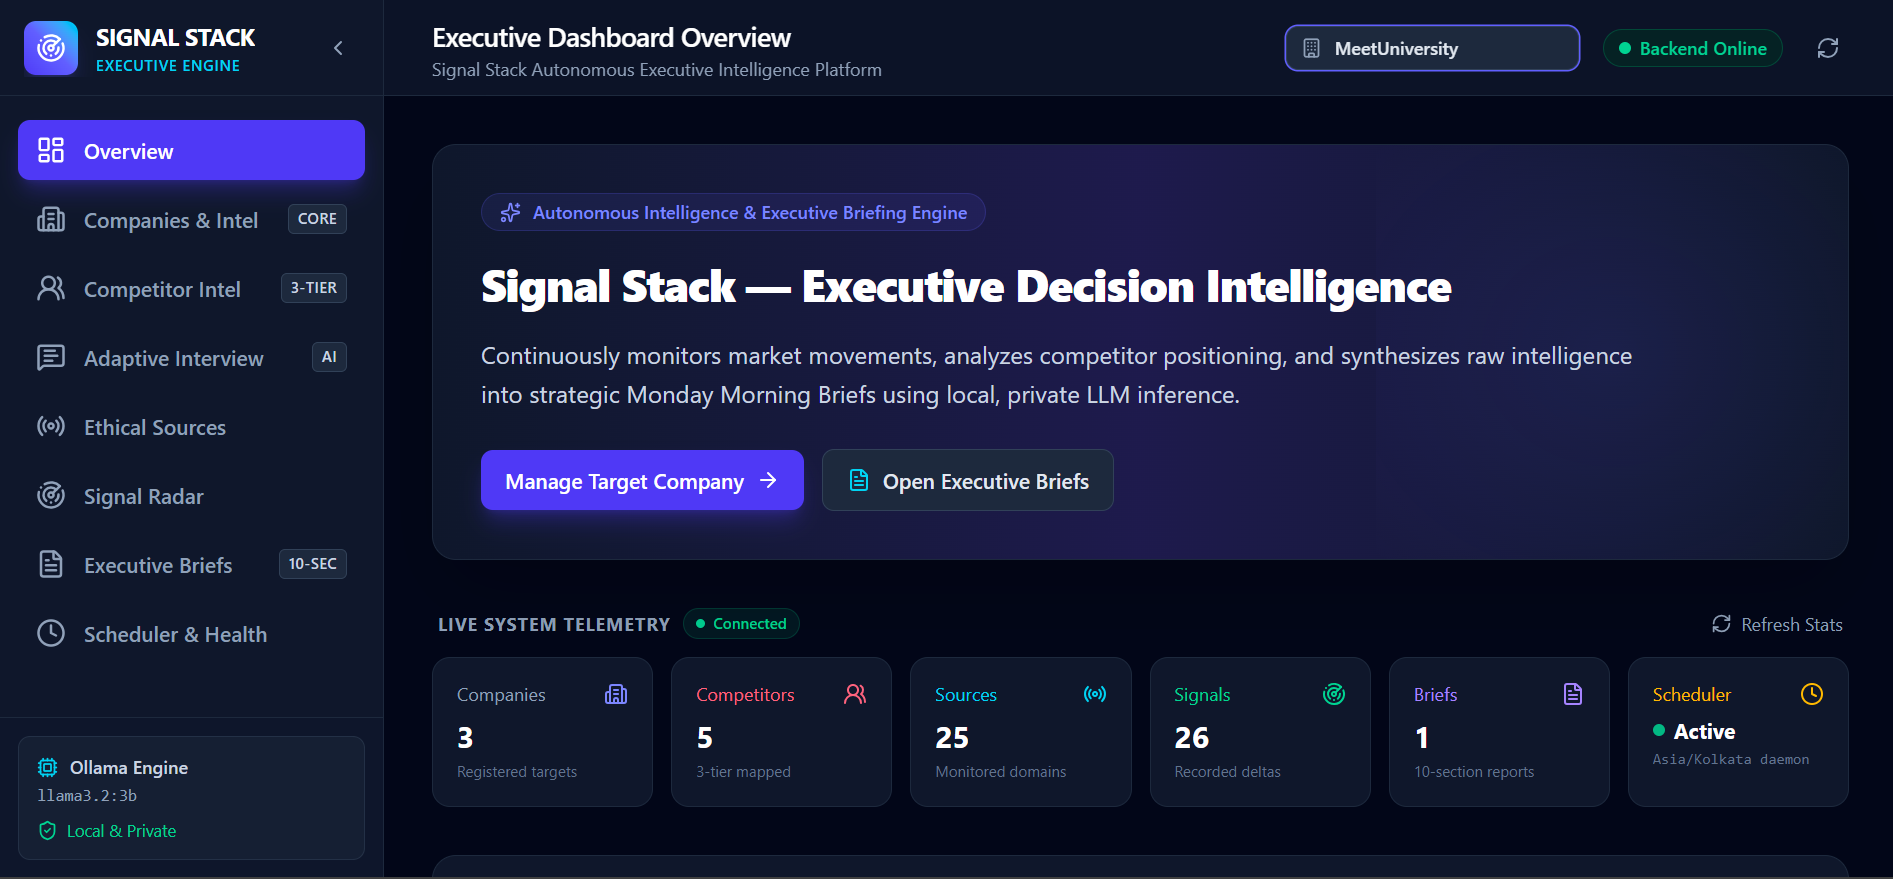 SIGNAL STACK
EXECUTIVE ENGINE
Overview
Companies & Intel
CORE
Competitor Intel
3-TIER
Adaptive Interview
AI
Ethical Sources
Signal Radar
Executive Briefs
10-SEC
Scheduler & Health
Ollama Engine
llama3.2:3b
Local & Private
Executive Dashboard Overview
Signal Stack Autonomous Executive Intelligence Platform
MeetUniversity
Backend Online
Autonomous Intelligence & Executive Briefing Engine
Signal Stack — Executive Decision Intelligence
Continuously monitors market movements, analyzes competitor positioning, and synthesizes raw intelligence
into strategic Monday Morning Briefs using local, private LLM inference.
Manage Target Company
Open Executive Briefs
LIVE SYSTEM TELEMETRY
Connected
Refresh Stats
Companies
3
Registered targets
Competitors
5
3-tier mapped
Sources
25
Monitored domains
Signals
26
Recorded deltas
Briefs
1
10-section reports
Scheduler
Active
Asia/Kolkata daemon